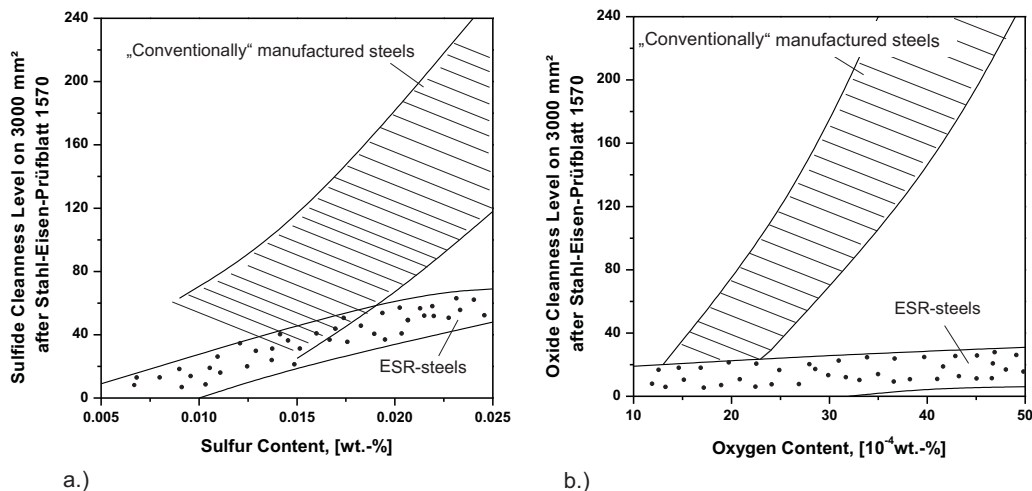 Sulfide Cleanness Level on 3000 mm²
after Stahl-Eisen-Prüfblatt 1570
240
200
160
120
80
40
0
0.005
0.010
0.015
0.020
0.025
Sulfur Content, [wt.-%]
„Conventionally“ manufactured steels
ESR-steels
a.)
Oxide Cleanness Level on 3000 mm²
after Stahl-Eisen-Prüfblatt 1570
240
200
160
120
80
40
0
10
20
30
40
50
Oxygen Content, [10⁻⁴wt.-%]
„Conventionally“ manufactured steels
ESR-steels
b.)